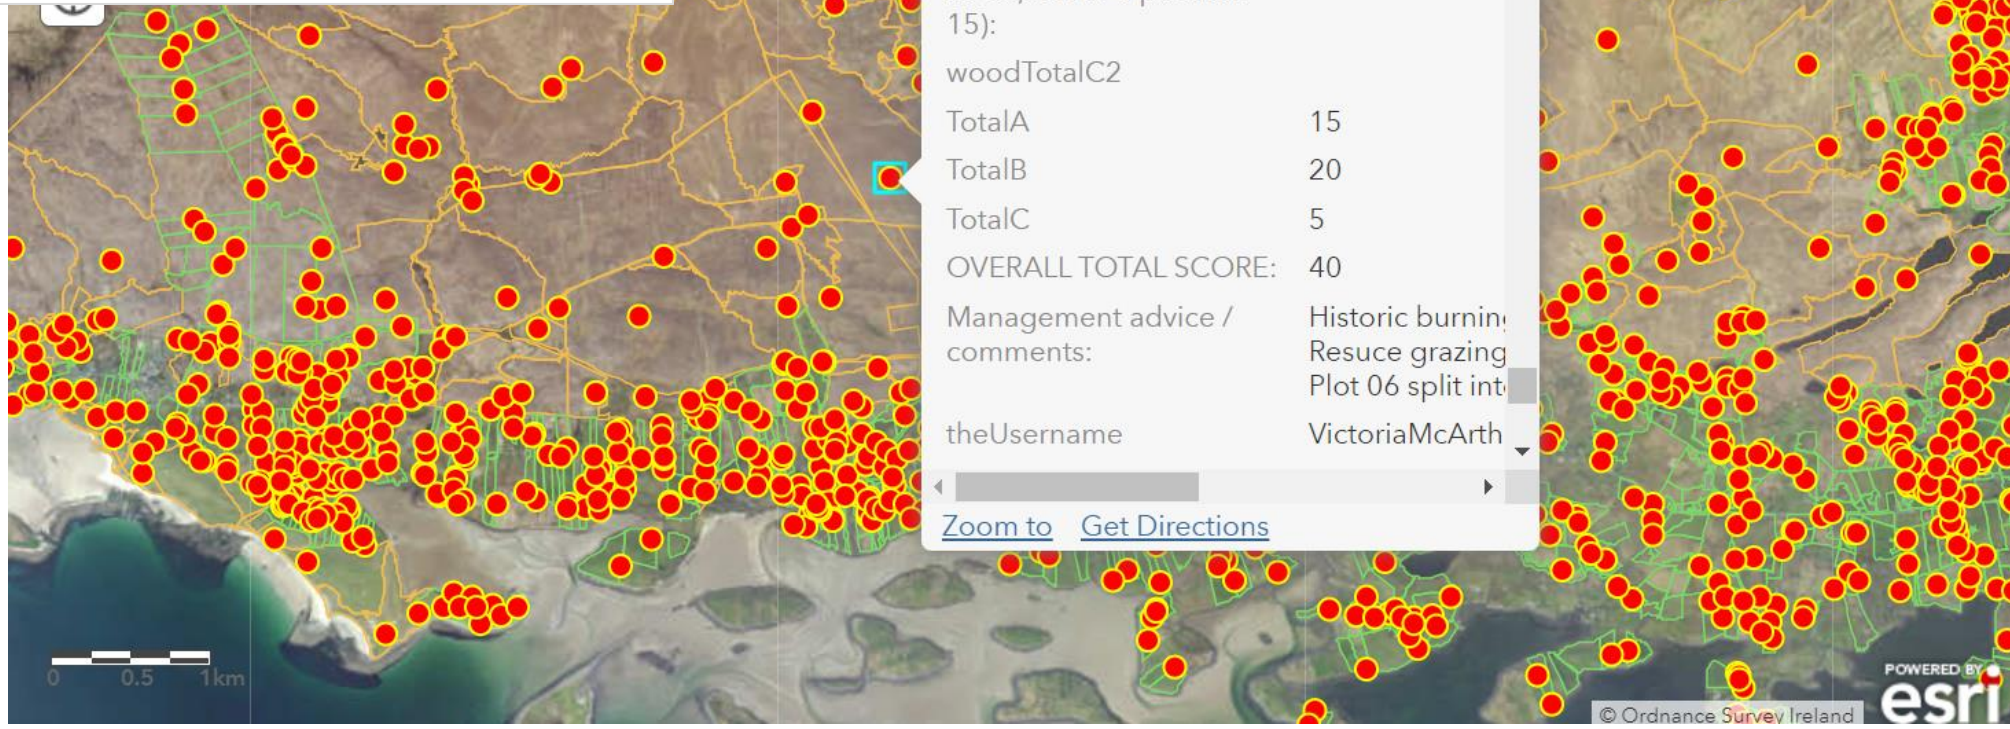 15):
woodTotalC2
TotalA 15
TotalB 20
TotalC 5
OVERALL TOTAL SCORE: 40
Management advice / Historic burnin
comments: Resuce grazing
Plot 06 split int
theUsername VictoriaMcArth
Zoom to Get Directions
0 0.5 1km
POWERED BY
esri
© Ordnance Survey Ireland